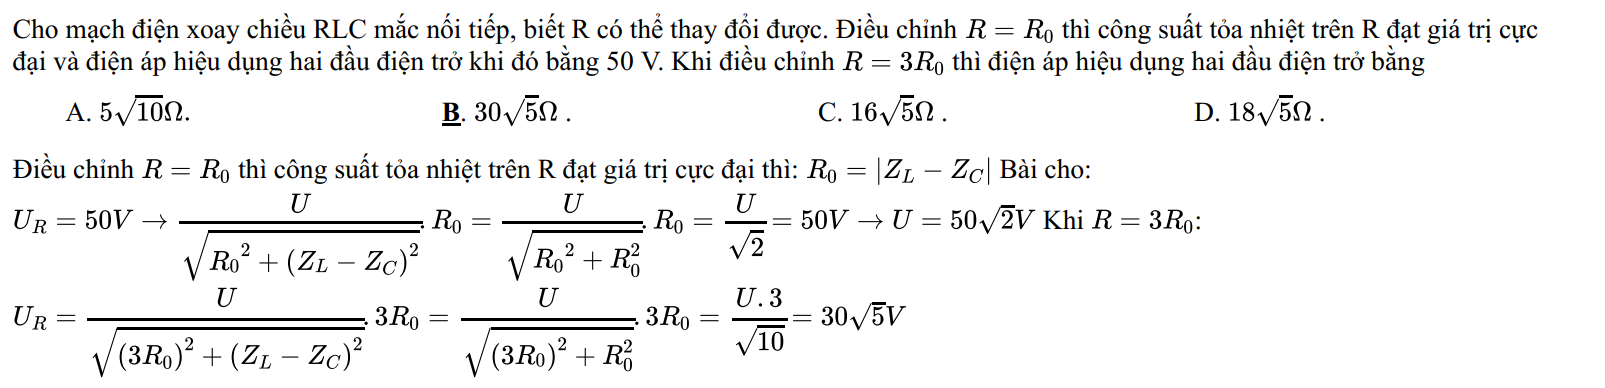 Cho mạch điện xoay chiều RLC mắc nối tiếp, biết R có thể thay đổi được. Điều chỉnh $R = R_0$ thì công suất tỏa nhiệt trên R đạt giá trị cực
đại và điện áp hiệu dụng hai đầu điện trở khi đó bằng 50 V. Khi điều chỉnh $R = 3R_0$ thì điện áp hiệu dụng hai đầu điện trở bằng
A. $5\sqrt{10}\Omega$. B. $30\sqrt{5}\Omega$ . C. $16\sqrt{5}\Omega$ . D. $18\sqrt{5}\Omega$ .
Điều chỉnh $R = R_0$ thì công suất tỏa nhiệt trên R đạt giá trị cực đại thì: $R_0 = |Z_L - Z_C|$ Bài cho:
$U_R = 50V \rightarrow \frac{U}{\sqrt{{R_0}^2 + (Z_L - Z_C)^2}}. R_0 = \frac{U}{\sqrt{{R_0}^2 + R_0^2}}. R_0 = \frac{U}{\sqrt{2}} = 50V \rightarrow U = 50\sqrt{2}V$ Khi $R = 3R_0$:
$U_R = \frac{U}{\sqrt{(3R_0)^2 + (Z_L - Z_C)^2}}. 3R_0 = \frac{U}{\sqrt{(3R_0)^2 + R_0^2}}. 3R_0 = \frac{U.3}{\sqrt{10}} = 30\sqrt{5}V$